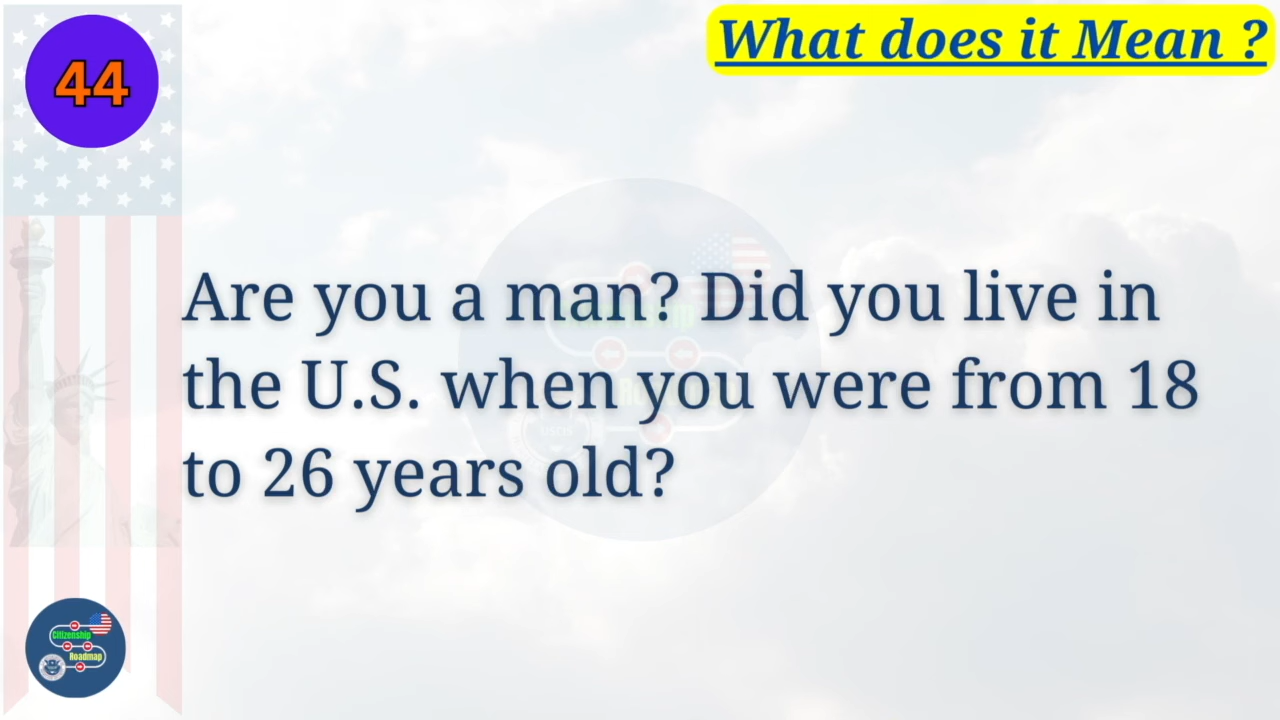 44
What does it Mean ?
Are you a man? Did you live in
the U.S. when you were from 18
to 26 years old?
Citizenship
Roadmap